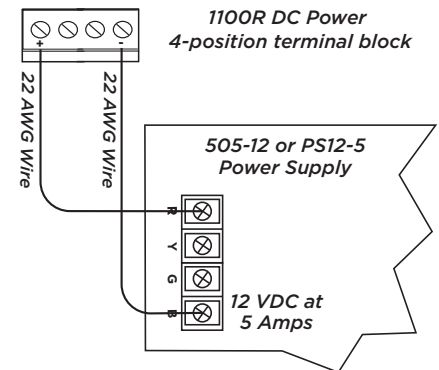 1100R DC Power
4-position terminal block
+ -
22 AWG Wire
22 AWG Wire
505-12 or PS12-5
Power Supply
R
Y
G
B
12 VDC at
5 Amps